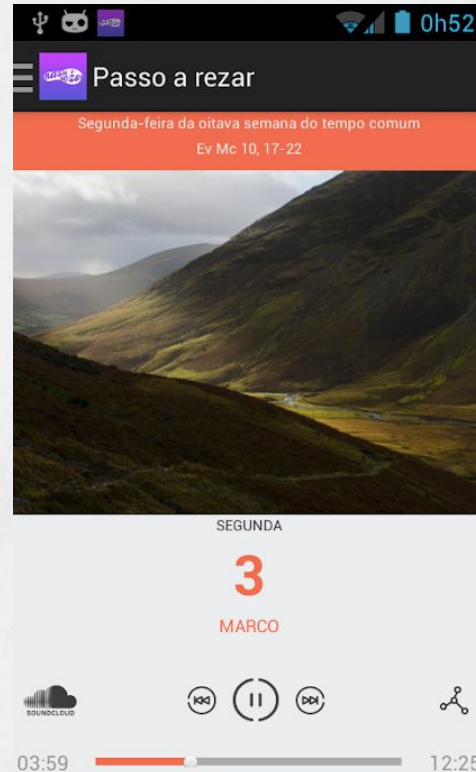 0h52
Passo a rezar
Segunda-feira da oitava semana do tempo comum
Ev Mc 10, 17-22
SEGUNDA
3
MARCO
SOUNDCLOUD
03:59
12:29